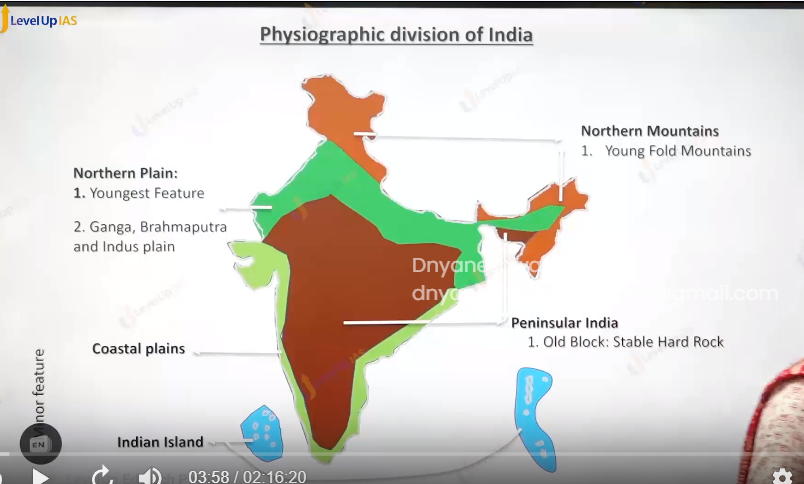 Level Up IAS
Physiographic division of India
Northern Mountains
1. Young Fold Mountains
Northern Plain:
1. Youngest Feature
2. Ganga, Brahmaputra
and Indus plain
Peninsular India
1. Old Block: Stable Hard Rock
Coastal plains
Indian Island
feature
EN
03:58 / 02:16:20